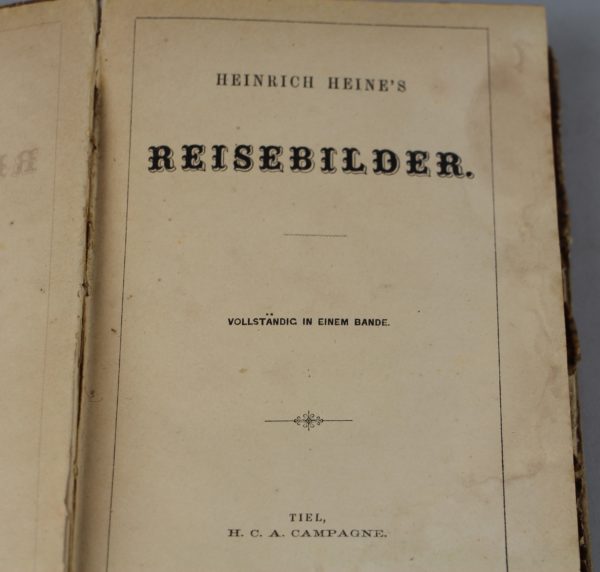 HEINRICH HEINE'S
REISEBILDER.
VOLLSTÄNDIG IN EINEM BANDE.
TIEL,
H. C. A. CAMPAGNE.